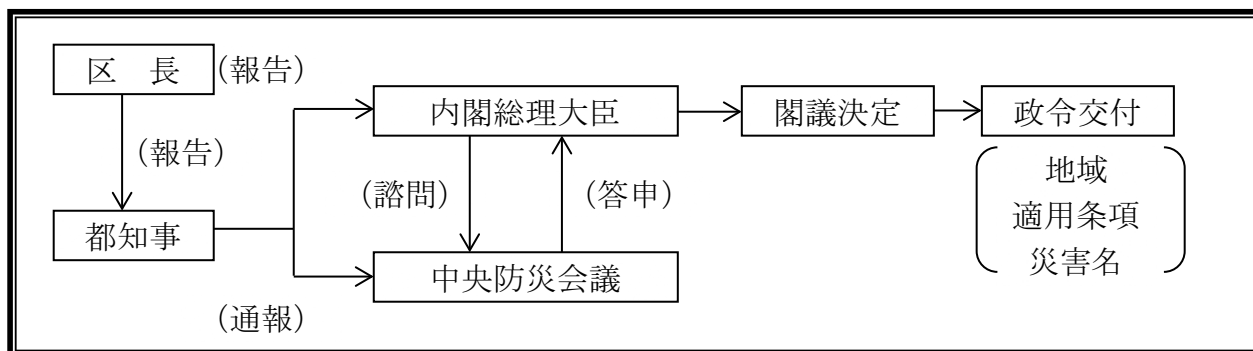 区　長
(報告)
内閣総理大臣
閣議決定
政令交付
(報告)
(諮問)
(答申)
地域
適用条項
災害名
都知事
中央防災会議
(通報)